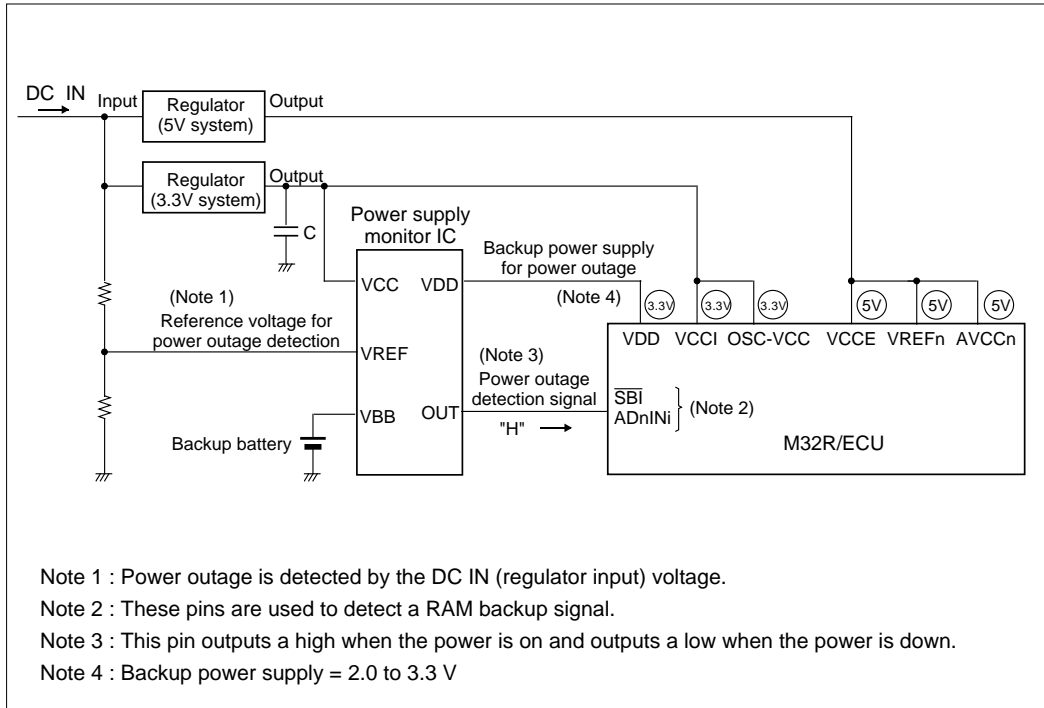 DC IN
Input
Regulator
(5V system)
Output
Regulator
(3.3V system)
Output
C
Power supply
monitor IC
VCC
VDD
Backup power supply
for power outage
(Note 4)
3.3V
3.3V
3.3V
5V
5V
5V
(Note 1)
Reference voltage for
power outage detection
VREF
VDD
VCCI
OSC-VCC
VCCE
VREFn
AVCCn
(Note 3)
Power outage
detection signal
"H"
VBB
OUT
Backup battery
SBI
ADnINi
(Note 2)
M32R/ECU
Note 1 : Power outage is detected by the DC IN (regulator input) voltage.
Note 2 : These pins are used to detect a RAM backup signal.
Note 3 : This pin outputs a high when the power is on and outputs a low when the power is down.
Note 4 : Backup power supply = 2.0 to 3.3 V